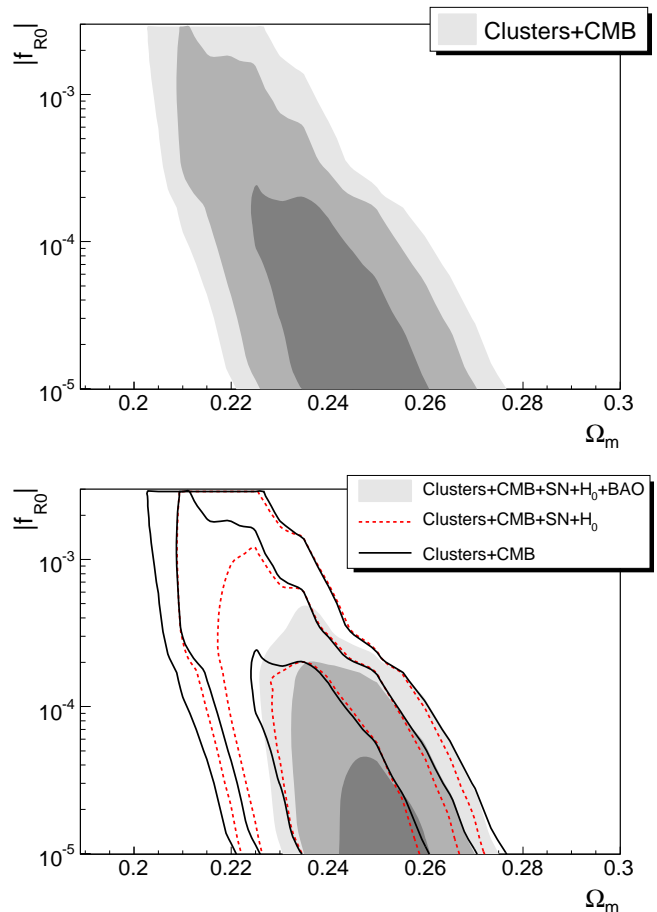 |f_R0|
Clusters+CMB
10^-3
10^-4
10^-5
0.2 0.22 0.24 0.26 0.28 0.3
Ω_m
|f_R0|
Clusters+CMB+SN+H_0+BAO
Clusters+CMB+SN+H_0
Clusters+CMB
10^-3
10^-4
10^-5
0.2 0.22 0.24 0.26 0.28 0.3
Ω_m